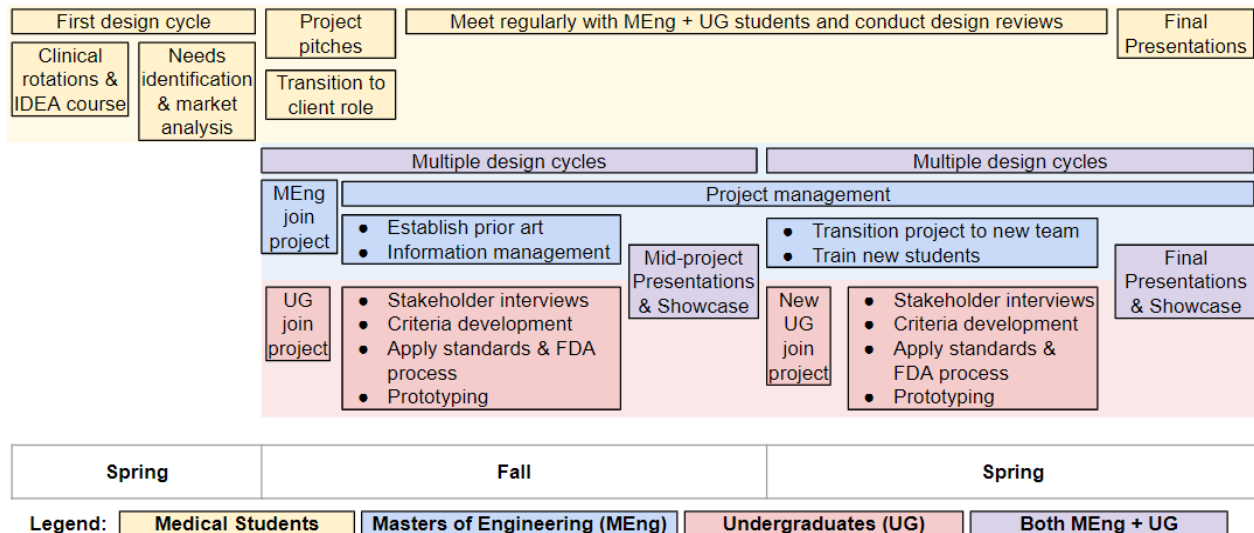 First design cycle
Project
pitches
Meet regularly with MEng + UG students and conduct design reviews
Final
Presentations
Clinical
rotations &
IDEA course
Needs
identification
& market
analysis
Transition to
client role
Multiple design cycles
Multiple design cycles
MEng
join
project
Project management
● Establish prior art
● Information management
● Transition project to new team
● Train new students
Mid-project
Presentations
& Showcase
Final
Presentations
& Showcase
UG
join
project
● Stakeholder interviews
● Criteria development
● Apply standards & FDA
process
● Prototyping
New
UG
join
project
● Stakeholder interviews
● Criteria development
● Apply standards &
FDA process
● Prototyping
Spring
Fall
Spring
Legend:
Medical Students
Masters of Engineering (MEng)
Undergraduates (UG)
Both MEng + UG